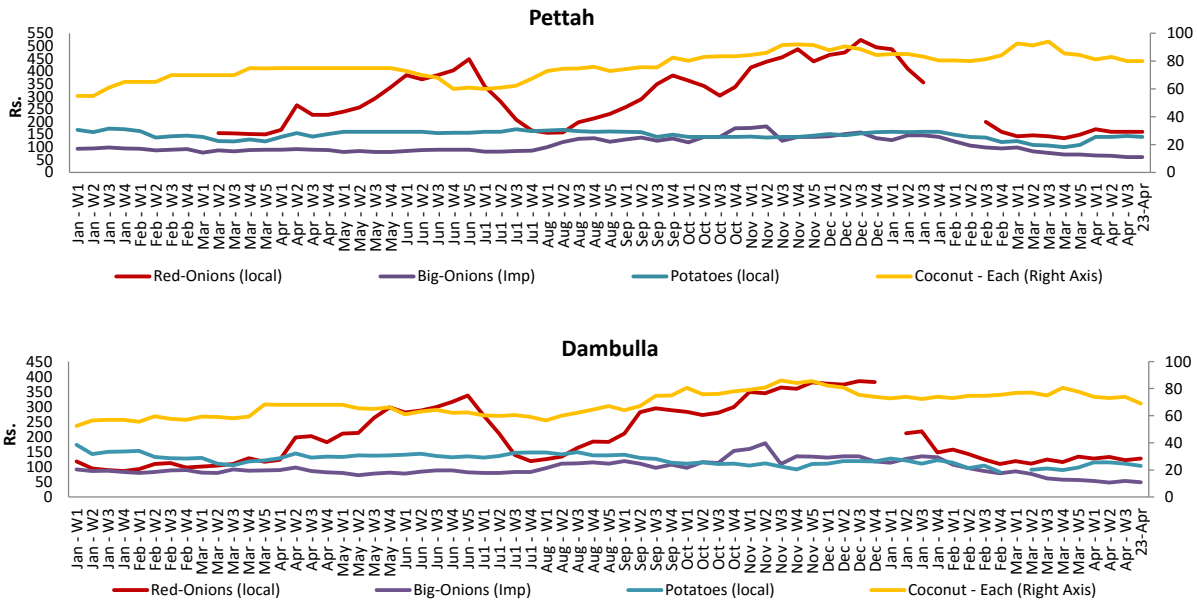 Pettah
Rs.
550
500
450
400
350
300
250
200
150
100
50
0
100
80
60
40
20
0
Jan - W1
Jan - W2
Jan - W3
Jan - W4
Feb - W1
Feb - W2
Feb - W3
Feb - W4
Mar - W1
Mar - W2
Mar - W3
Mar - W4
Mar - W5
Apr - W1
Apr - W2
Apr - W3
Apr - W4
May - W1
May - W2
May - W3
May - W4
Jun - W1
Jun - W2
Jun - W3
Jun - W4
Jun - W5
Ju1 - W1
Ju1 - W2
Ju1 - W3
Ju1 - W4
Aug - W1
Aug - W2
Aug - W3
Aug - W4
Sep - W5
Sep - W1
Sep - W2
Sep - W3
Sep - W4
Oct - W1
Oct - W2
Oct - W3
Oct - W4
Nov - W1
Nov - W2
Nov - W3
Nov - W4
Nov - W5
Dec - W1
Dec - W2
Dec - W3
Dec - W4
Jan - W1
Jan - W2
Jan - W3
Jan - W4
Feb - W1
Feb - W2
Feb - W3
Feb - W4
Mar - W1
Mar - W2
Mar - W3
Mar - W4
Mar - W5
Apr - W1
Apr - W2
Apr - W3
23-Apr
Red-Onions (local) Big-Onions (Imp) Potatoes (local) Coconut - Each (Right Axis)
Dambulla
Rs.
450
400
350
300
250
200
150
100
50
0
100
80
60
40
20
0
Jan - W1
Jan - W2
Jan - W3
Jan - W4
Feb - W1
Feb - W2
Feb - W3
Feb - W4
Mar - W1
Mar - W2
Mar - W3
Mar - W4
Mar - W5
Apr - W1
Apr - W2
Apr - W3
Apr - W4
May - W1
May - W2
May - W3
May - W4
Jun - W1
Jun - W2
Jun - W3
Jun - W4
Jun - W5
Ju1 - W1
Ju1 - W2
Ju1 - W3
Ju1 - W4
Aug - W1
Aug - W2
Aug - W3
Aug - W4
Sep - W5
Sep - W1
Sep - W2
Sep - W3
Sep - W4
Oct - W1
Oct - W2
Oct - W3
Oct - W4
Nov - W1
Nov - W2
Nov - W3
Nov - W4
Nov - W5
Dec - W1
Dec - W2
Dec - W3
Dec - W4
Jan - W1
Jan - W2
Jan - W3
Jan - W4
Feb - W1
Feb - W2
Feb - W3
Feb - W4
Mar - W1
Mar - W2
Mar - W3
Mar - W4
Mar - W5
Apr - W1
Apr - W2
Apr - W3
23-Apr
Red-Onions (local) Big-Onions (Imp) Potatoes (local) Coconut - Each (Right Axis)